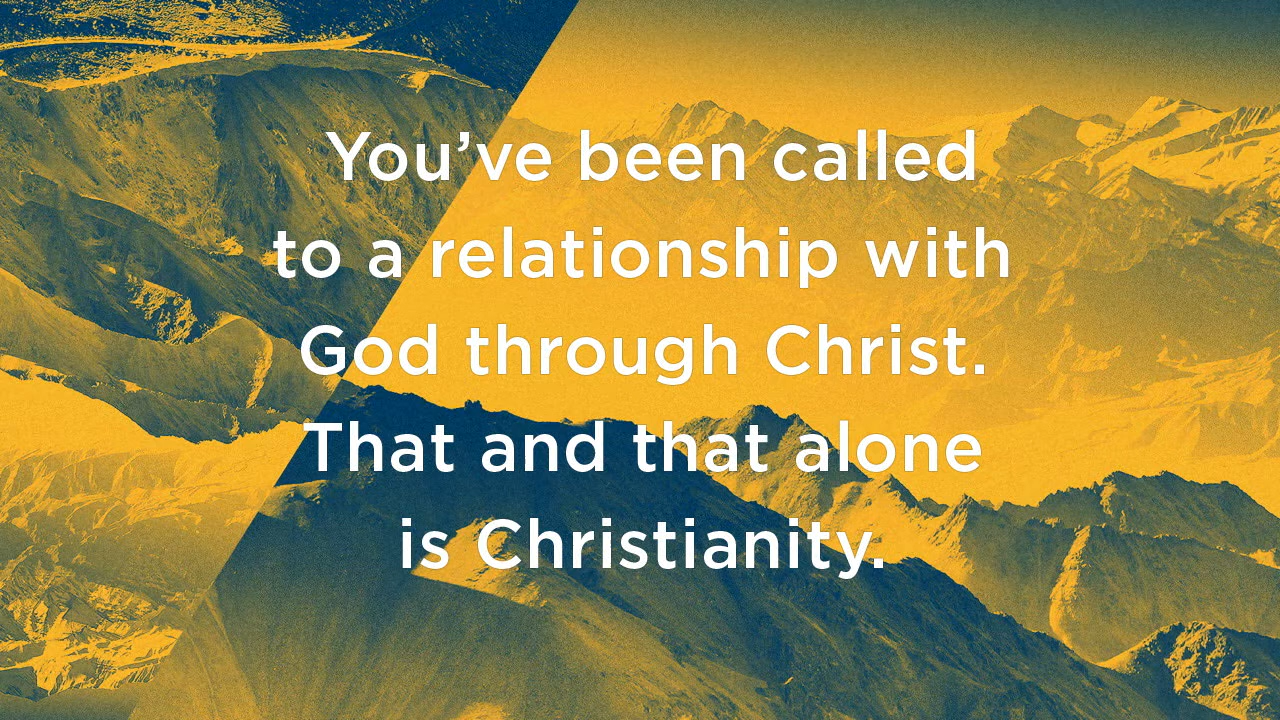 You’ve been called
to a relationship with
God through Christ.
That and that alone
is Christianity.